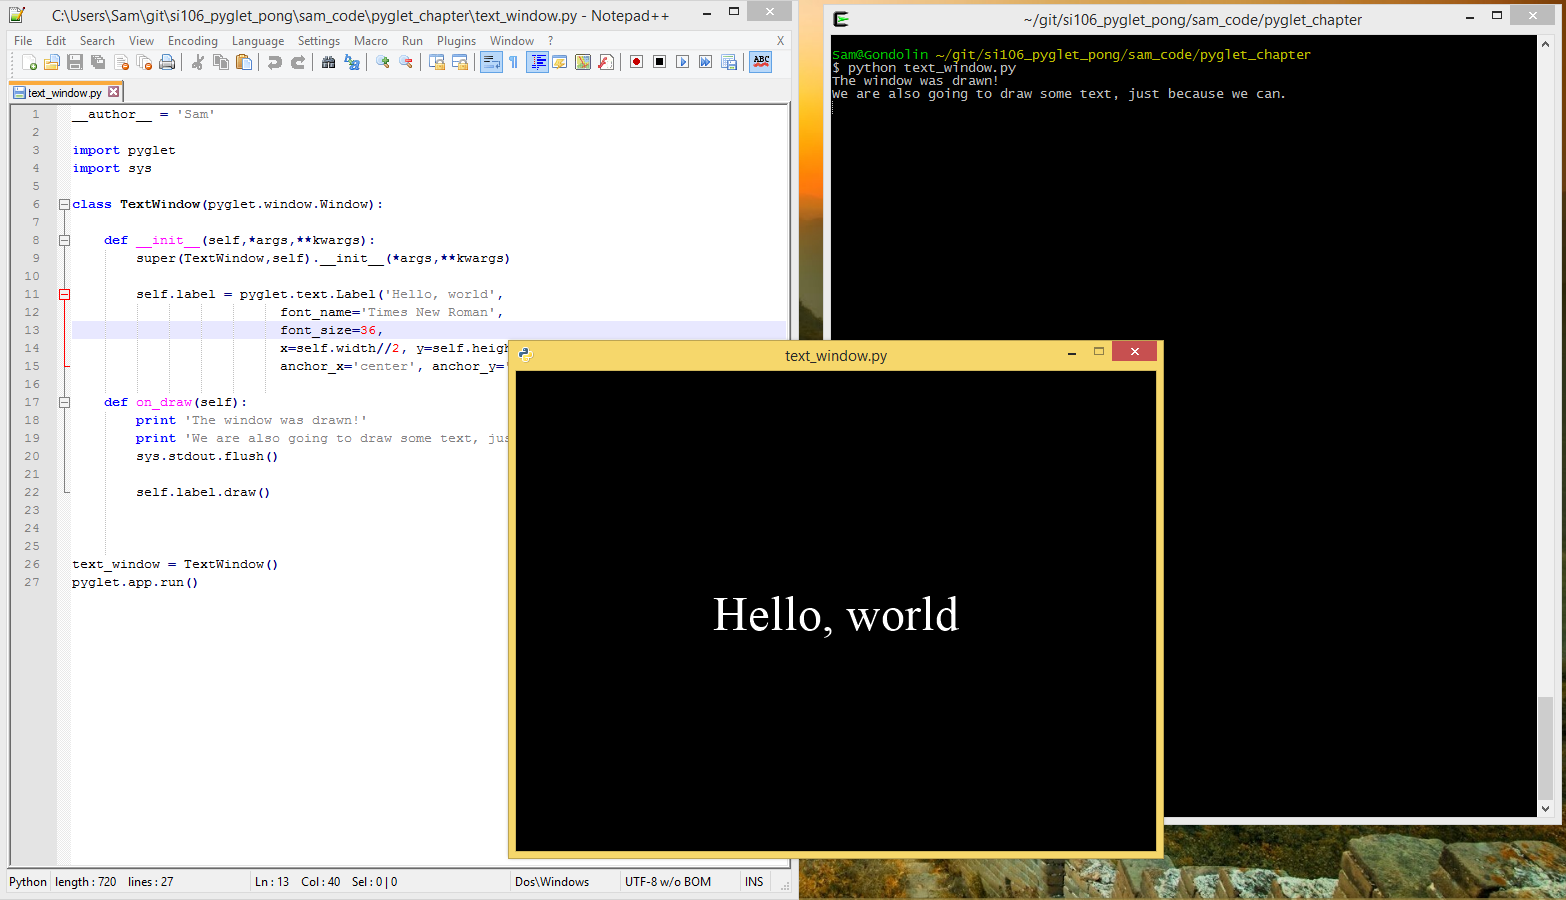 C:\Users\Sam\git\si106_pyglet_pong\sam_code\pyglet_chapter\text_window.py - Notepad++
File Edit Search View Encoding Language Settings Macro Run Plugins Window ? X
text_window.py
1 __author__ = 'Sam'
2
3 import pyglet
4 import sys
5
6 class TextWindow(pyglet.window.Window):
7
8 def __init__(self,*args,**kwargs):
9 super(TextWindow,self).__init__(*args,**kwargs)
10
11 self.label = pyglet.text.Label('Hello, world',
12 font_name='Times New Roman',
13 font_size=36,
14 x=self.width//2, y=self.heigh
15 anchor_x='center', anchor_y='
16
17 def on_draw(self):
18 print 'The window was drawn!'
19 print 'We are also going to draw some text, jus
20 sys.stdout.flush()
21
22 self.label.draw()
23
24
25
26 text_window = TextWindow()
27 pyglet.app.run()
Python length : 720 lines : 27 Ln : 13 Col : 40 Sel : 0 | 0 Dos\Windows UTF-8 w/o BOM INS
~/git/si106_pyglet_pong/sam_code/pyglet_chapter
Sam@Gondolin ~/git/si106_pyglet_pong/sam_code/pyglet_chapter
$ python text_window.py
The window was drawn!
We are also going to draw some text, just because we can.
text_window.py
Hello, world